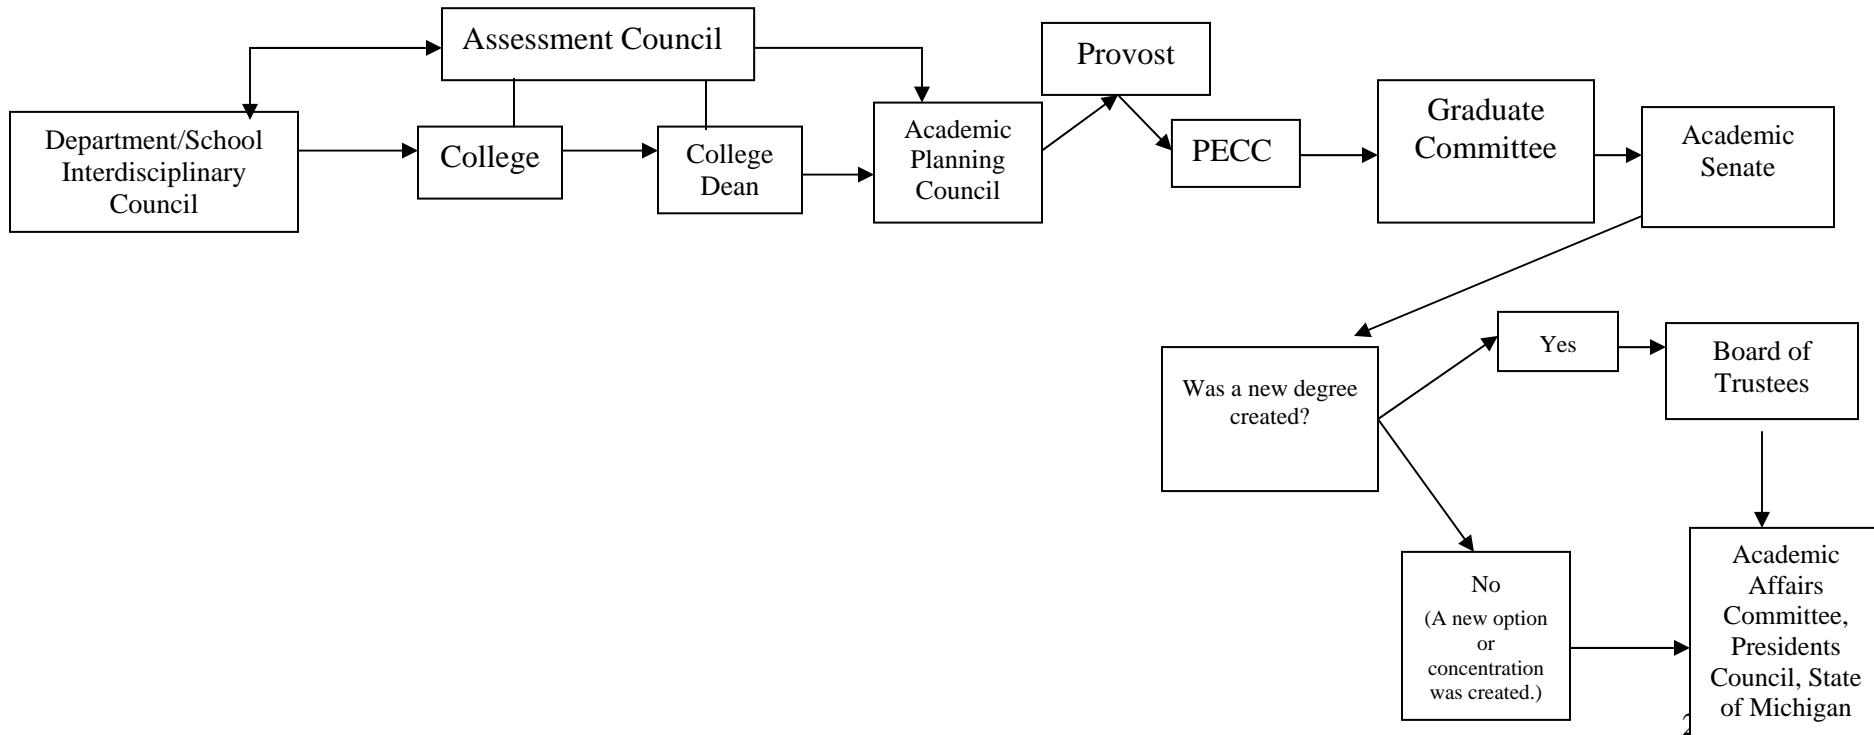 Assessment Council
Provost
Department/School
Interdisciplinary
Council
College
College
Dean
Academic
Planning
Council
PECC
Graduate
Committee
Academic
Senate
Was a new degree
created?
Yes
Board of
Trustees
No
(A new option
or
concentration
was created.)
Academic
Affairs
Committee,
Presidents
Council, State
of Michigan